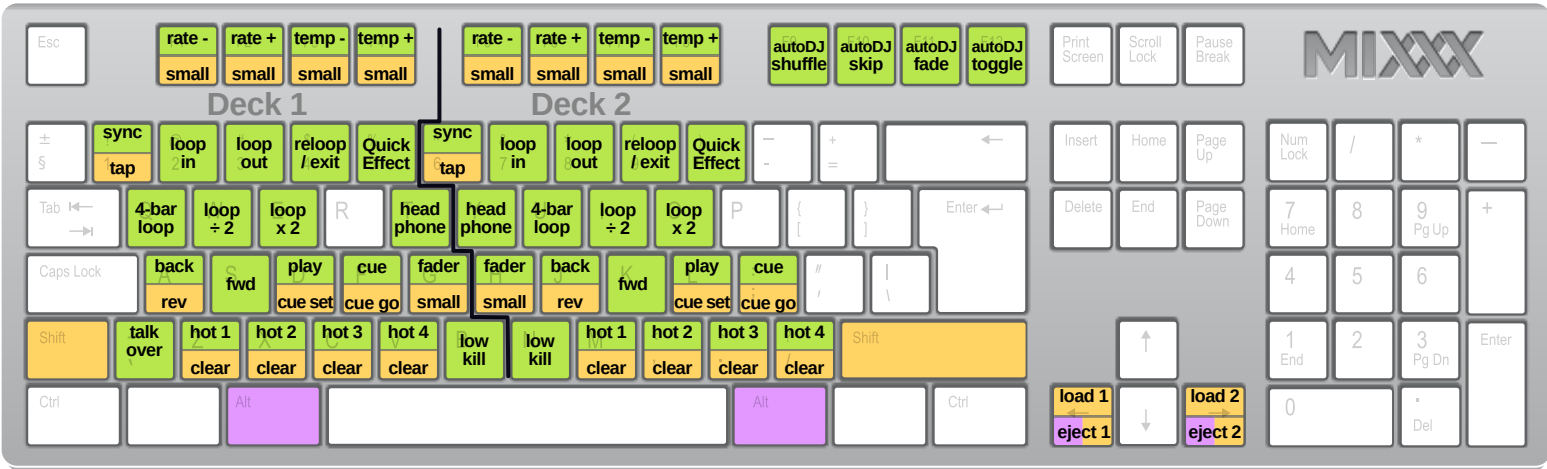 Esc rate - rate + temp - temp + rate - rate + temp - temp + autoDJ shuffle autoDJ skip autoDJ fade autoDJ toggle Print Screen Scroll Lock Pause Break MIXXX
small small small small small small small small
Deck 1 Deck 2
± § sync tap loop in loop out reloop / exit Quick Effect sync tap loop in loop out reloop / exit Quick Effect — - + = ← Insert Home Page Up Num Lock / * —
Tab 4-bar loop loop ÷ 2 loop x 2 R head phone head phone 4-bar loop loop ÷ 2 loop x 2 P { [ } ] Enter Delete End Page Down 7 Home 8 9 Pg Up +
Caps Lock back rev fwd play cue set cue cue go fader small fader small back rev fwd play cue set cue cue go " ' | \ 4 5 6
Shift talk over hot 1 clear hot 2 clear hot 3 clear hot 4 clear low kill low kill hot 1 clear hot 2 clear hot 3 clear hot 4 clear Shift ↑ 1 End 2 3 Pg Dn Enter
Ctrl Alt Alt Ctrl load 1 eject 1 ↓ load 2 eject 2 0 . Del